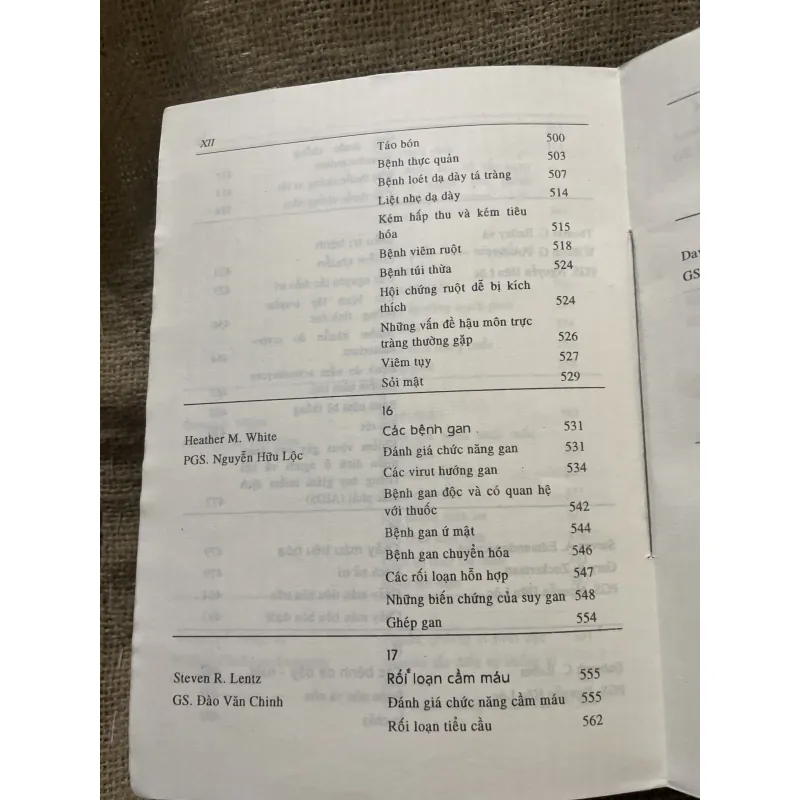 XII
Táo bón 500
Bệnh thực quản 503
Bệnh loét dạ dày tá tràng 507
Liệt nhẹ dạ dày 514
Kém hấp thu và kém tiêu
hóa 515
Bệnh viêm ruột 518
Bệnh túi thừa 524
Hội chứng ruột dễ bị kích
thích 524
Những vấn đề hậu môn trực
tràng thường gặp 526
Viêm tụy 527
Sỏi mật 529
16
Heather M. White Các bệnh gan 531
PGS. Nguyễn Hữu Lộc Đánh giá chức năng gan 531
Các virut hướng gan 534
Bệnh gan độc và có quan hệ
với thuốc 542
Bệnh gan ứ mật 544
Bệnh gan chuyển hóa 546
Các rối loạn hỗn hợp 547
Những biến chứng của suy gan 548
Ghép gan 554
17
Steven R. Lentz Rối loạn cầm máu 555
GS. Đào Văn Chinh Đánh giá chức năng cầm máu 555
Rối loạn tiểu cầu 562
Da
GS